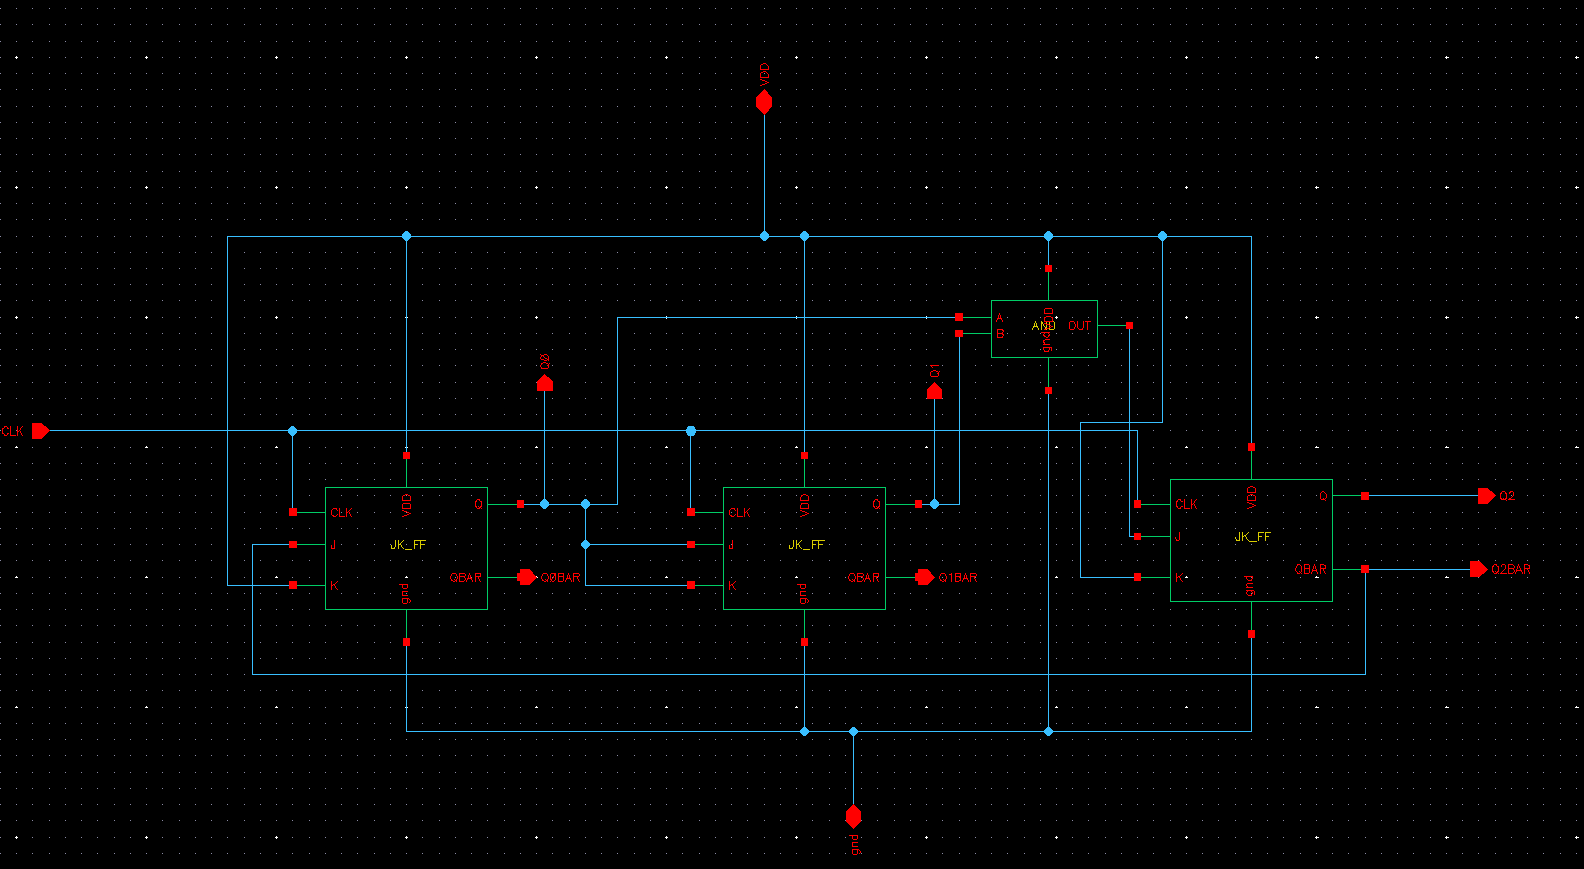 VDD
Q0
Q1
CLK
A
B
AND
VDD
gnd
OUT
CLK
J
K
VDD
JK_FF
gnd
Q
QBAR
Q0BAR
CLK
J
K
VDD
JK_FF
gnd
Q
QBAR
Q1BAR
CLK
J
K
VDD
JK_FF
gnd
Q
QBAR
Q2
Q2BAR
gnd